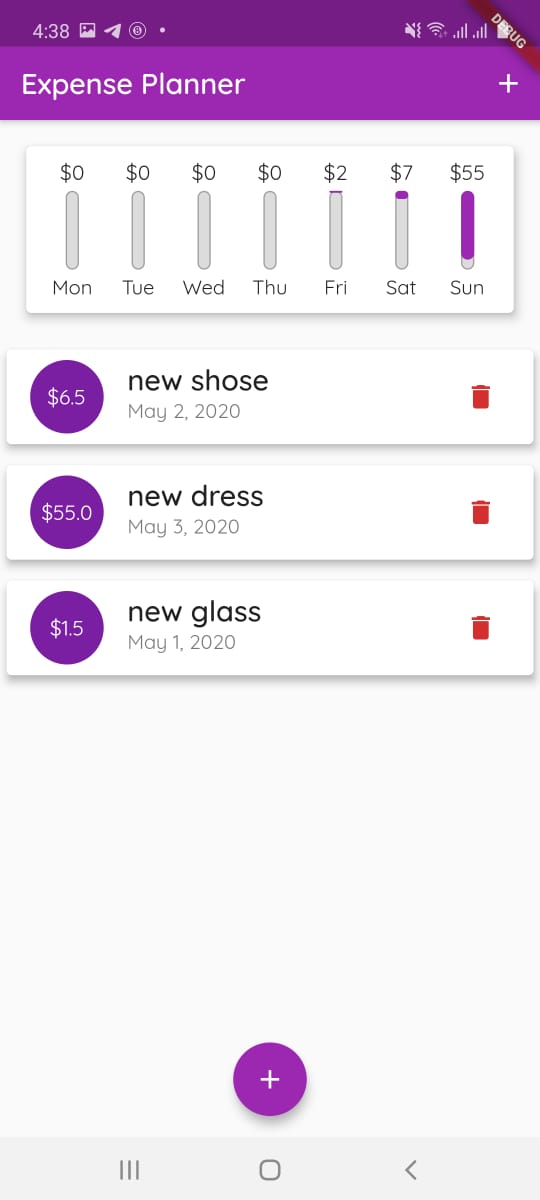 4:38
DEBUG
Expense Planner
$0 $0 $0 $0 $2 $7 $55
Mon Tue Wed Thu Fri Sat Sun
$6.5
new shose
May 2, 2020
$55.0
new dress
May 3, 2020
$1.5
new glass
May 1, 2020